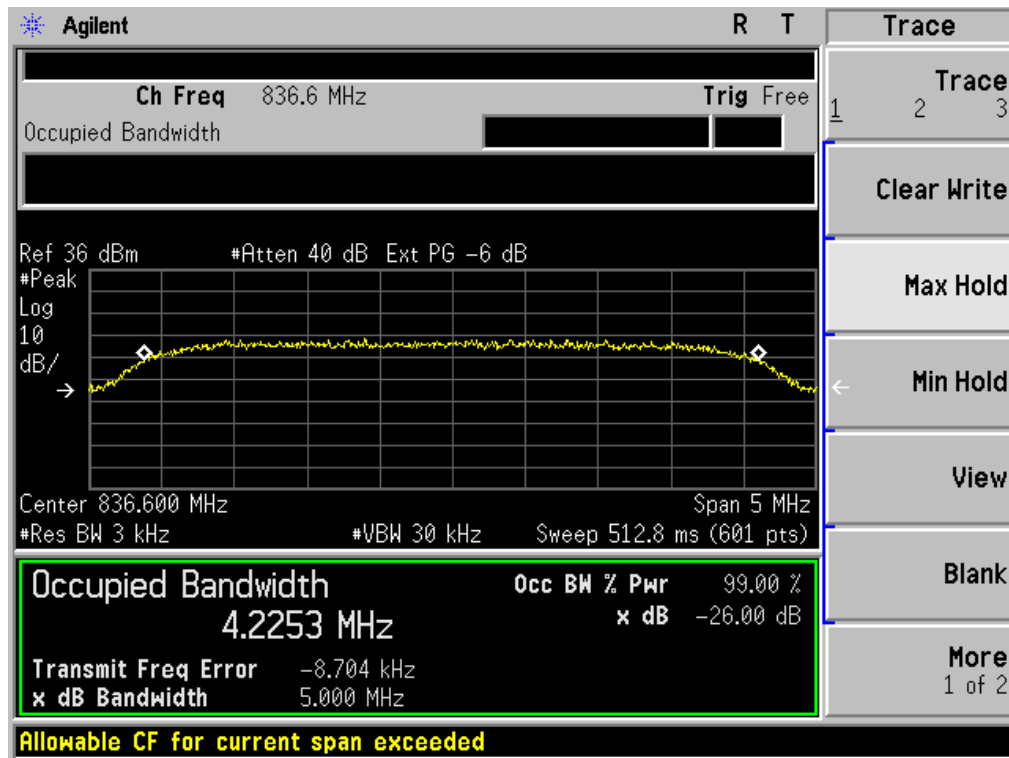 Agilent R T Trace
Ch Freq 836.6 MHz Trig Free
Occupied Bandwidth
Trace
1 2 3
Clear Write
Ref 36 dBm #Atten 40 dB Ext PG -6 dB
#Peak
Log
10
dB/
Max Hold
Min Hold
View
Center 836.600 MHz Span 5 MHz
#Res BW 3 kHz #VBW 30 kHz Sweep 512.8 ms (601 pts)
Occupied Bandwidth Occ BW % Pwr 99.00 %
4.2253 MHz x dB -26.00 dB
Transmit Freq Error -8.704 kHz
x dB Bandwidth 5.000 MHz
Blank
More
1 of 2
Allowable CF for current span exceeded